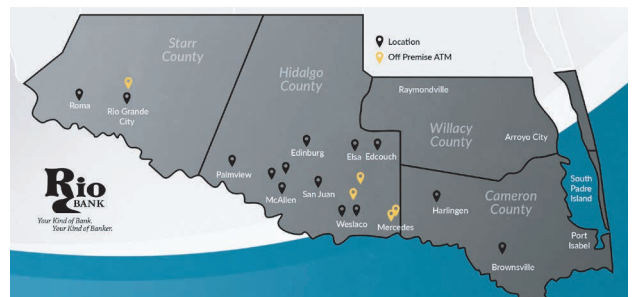 Location
Off Premise ATM
Starr
County
Hidalgo
County
Raymondville
Willacy
County
Arroyo City
Roma
Rio Grande
City
Edinburg
Elsa
Edcouch
Palmview
McAllen
San Juan
South
Padre
Island
Cameron
County
Harlingen
Weslaco
Mercedes
Port
Isabel
Brownsville
Rio
BANK
Your Kind of Bank.
Your Kind of Banker.